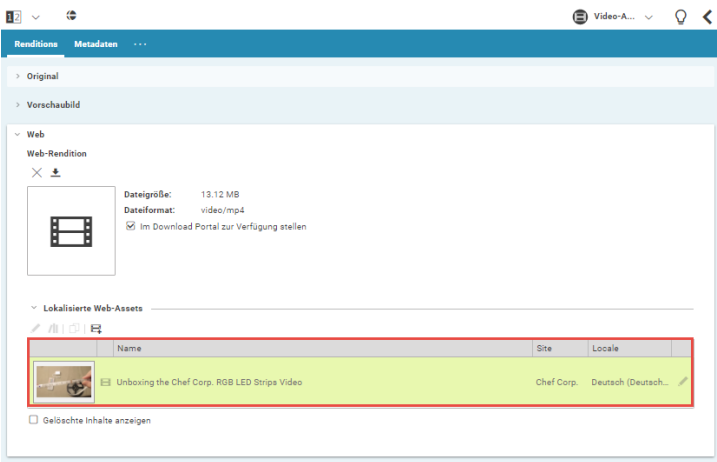 12
Video-A...
Renditions Metadaten ...
Original
Vorschaubild
Web
Web-Rendition
Dateigröße: 13.12 MB
Dateiformat: video/mp4
Im Download Portal zur Verfügung stellen
Lokalisierte Web-Assets
Name Site Locale
Unboxing the Chef Corp. RGB LED Strips Video Chef Corp. Deutsch (Deutsch...
Gelöschte Inhalte anzeigen